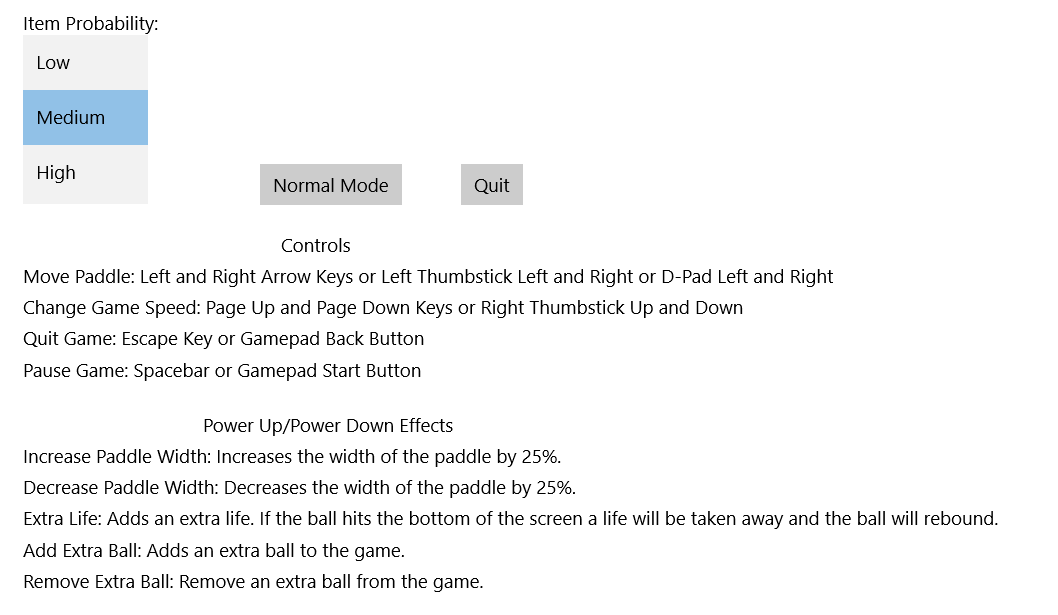 Item Probability:
Low
Medium
High
Normal Mode
Quit
Controls
Move Paddle: Left and Right Arrow Keys or Left Thumbstick Left and Right or D-Pad Left and Right
Change Game Speed: Page Up and Page Down Keys or Right Thumbstick Up and Down
Quit Game: Escape Key or Gamepad Back Button
Pause Game: Spacebar or Gamepad Start Button
Power Up/Power Down Effects
Increase Paddle Width: Increases the width of the paddle by 25%.
Decrease Paddle Width: Decreases the width of the paddle by 25%.
Extra Life: Adds an extra life. If the ball hits the bottom of the screen a life will be taken away and the ball will rebound.
Add Extra Ball: Adds an extra ball to the game.
Remove Extra Ball: Remove an extra ball from the game.